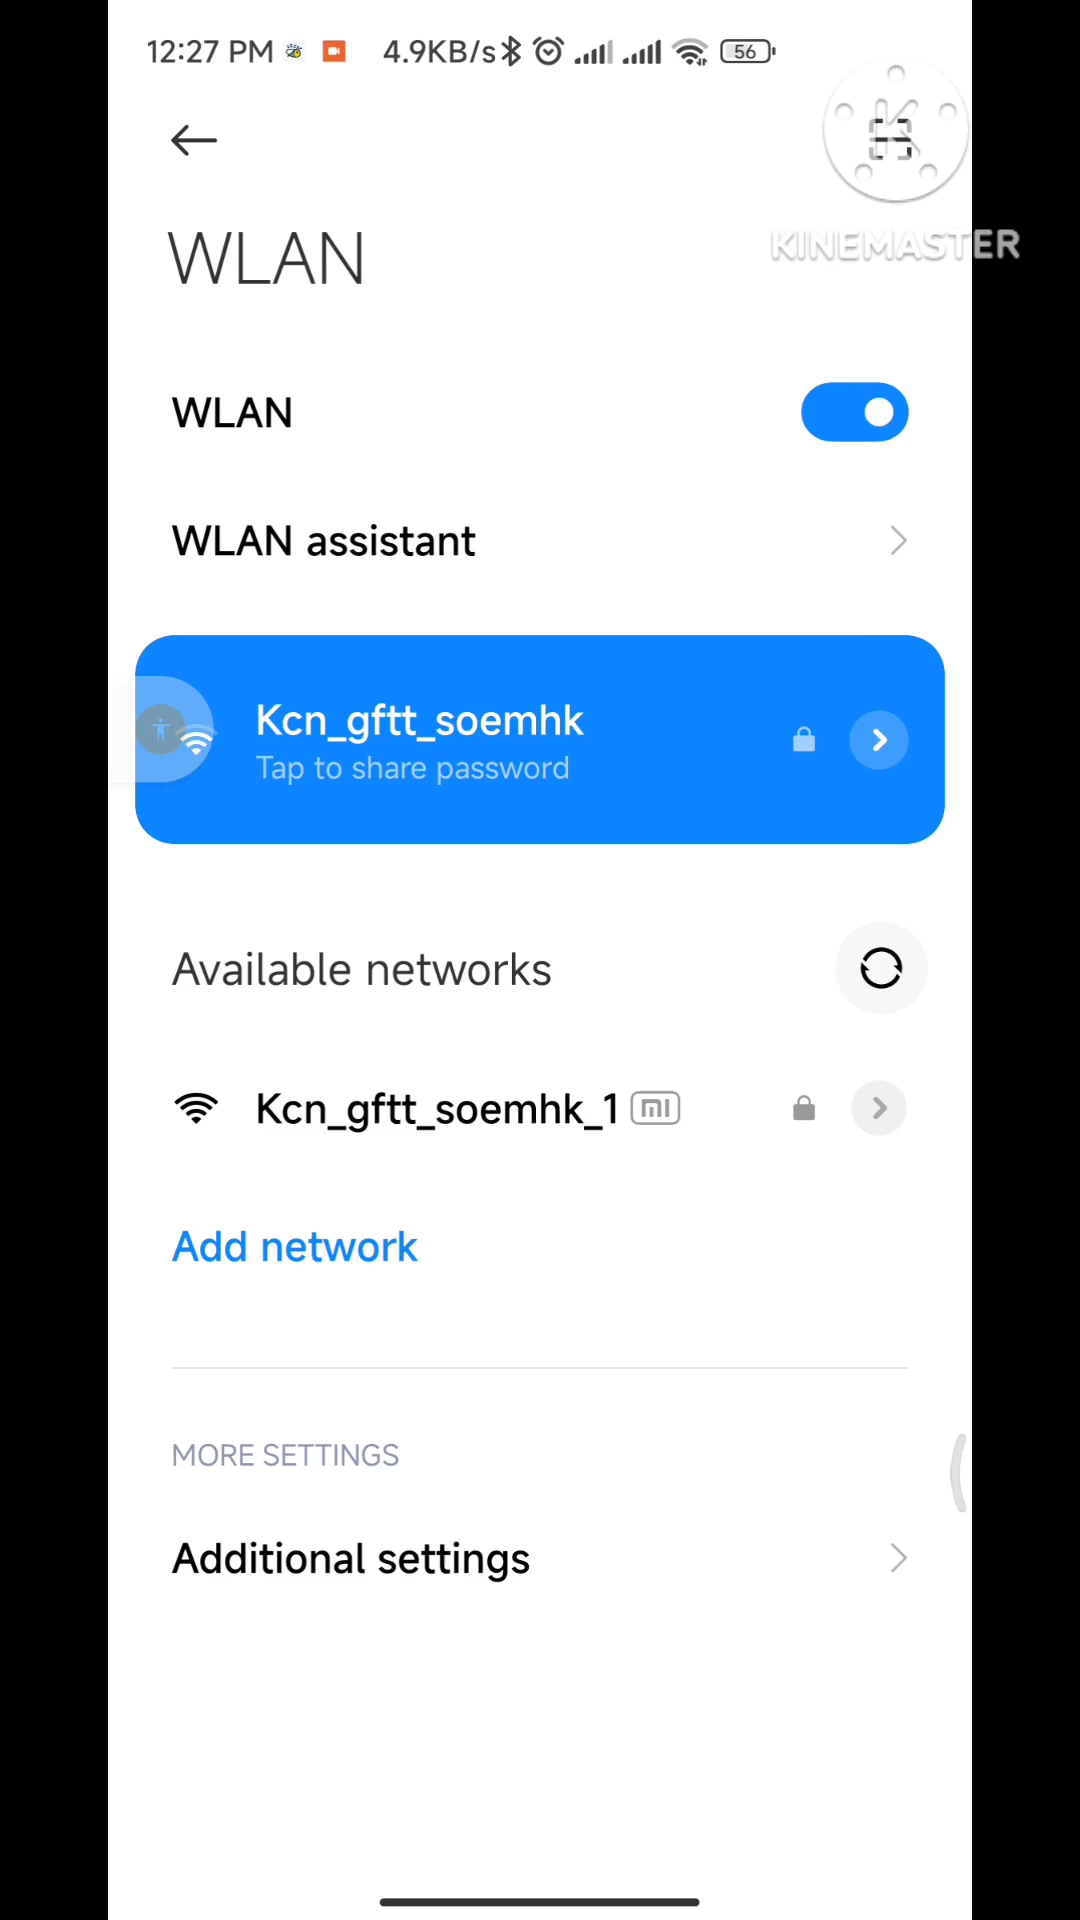 12:27 PM 4.9KB/s 56
KINEMASTER
WLAN
WLAN
WLAN assistant
Kcn_gftt_soemhk
Tap to share password
Available networks
Kcn_gftt_soemhk_1 mi
Add network
MORE SETTINGS
Additional settings